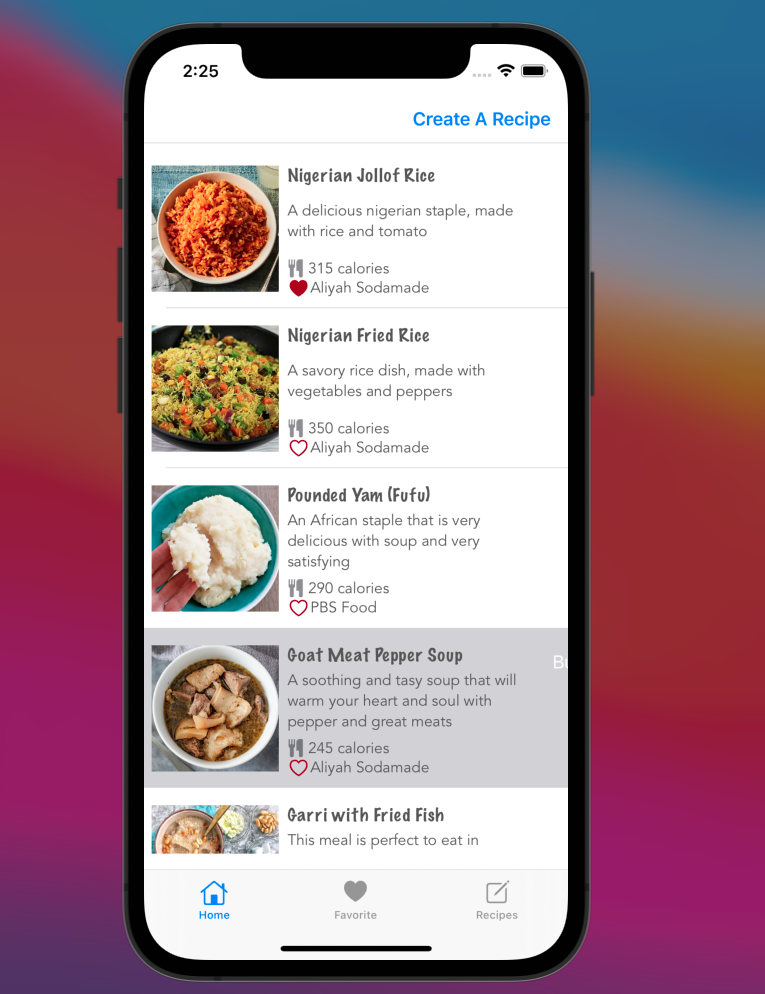 2:25
Create A Recipe
Nigerian Jollof Rice
A delicious nigerian staple, made
with rice and tomato
315 calories
Aliyah Sodamade
Nigerian Fried Rice
A savory rice dish, made with
vegetables and peppers
350 calories
Aliyah Sodamade
Pounded Yam (Fufu)
An African staple that is very
delicious with soup and very
satisfying
290 calories
PBS Food
Goat Meat Pepper Soup
A soothing and tasy soup that will
warm your heart and soul with
pepper and great meats
245 calories
Aliyah Sodamade
Garri with Fried Fish
This meal is perfect to eat in
Home
Favorite
Recipes